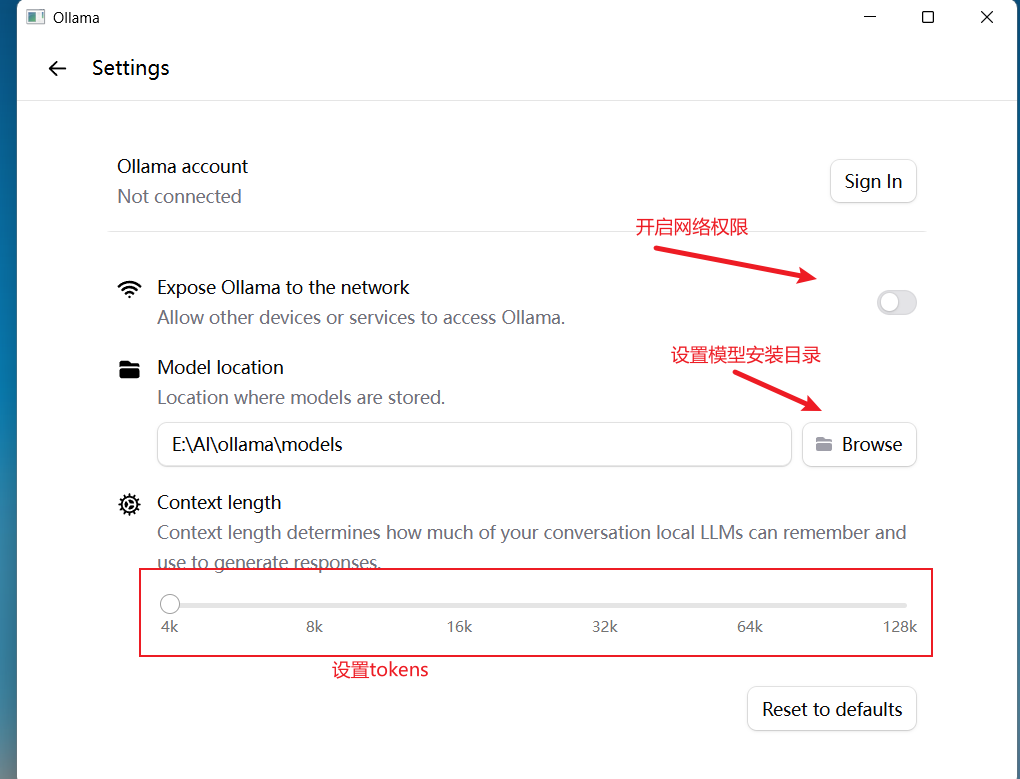 Ollama
Settings
Ollama account
Not connected
Sign In
开启网络权限
Expose Ollama to the network
Allow other devices or services to access Ollama.
设置模型安装目录
Model location
Location where models are stored.
E:\AI\ollama\models
Browse
Context length
Context length determines how much of your conversation local LLMs can remember and
use to generate responses.
4k 8k 16k 32k 64k 128k
设置tokens
Reset to defaults